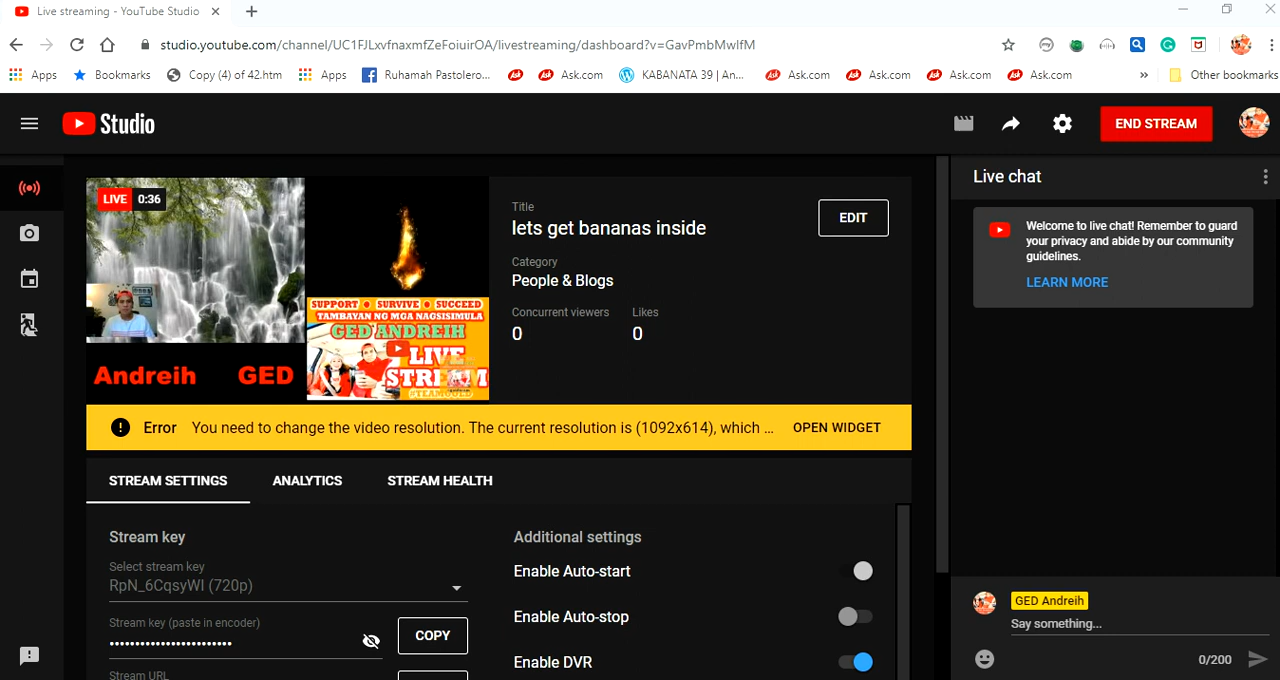 Live streaming - YouTube Studio
studio.youtube.com/channel/UC1FJLxvfnaxmfZeFoiuirOA/livestreaming/dashboard?v=GavPmbMwIfM
Apps Bookmarks Copy (4) of 42.htm Apps Ruhamah Pastolero... Ask Ask Ask.com KABANATA 39 | An... Ask Ask.com Ask Ask.com Ask Ask.com Ask Ask.com » Other bookmarks
Studio
END STREAM
LIVE 0:36
Andreih GED
SUPPORT SURVIVE SUCCEED
TAMBAYAN NG MGA NAGSISIMULA
GED ANDREIH
LIVE
STREAM
#TEAMGED
Title
lets get bananas inside
EDIT
Category
People & Blogs
Concurrent viewers Likes
0 0
Error You need to change the video resolution. The current resolution is (1092x614), which ... OPEN WIDGET
STREAM SETTINGS ANALYTICS STREAM HEALTH
Stream key
Select stream key
RpN_6CqsyWI (720p)
Stream key (paste in encoder)
••••••••••••••••••••••••
COPY
Stream URL
Additional settings
Enable Auto-start
Enable Auto-stop
Enable DVR
Live chat
Welcome to live chat! Remember to guard
your privacy and abide by our community
guidelines.
LEARN MORE
GED Andreih
Say something...
0/200